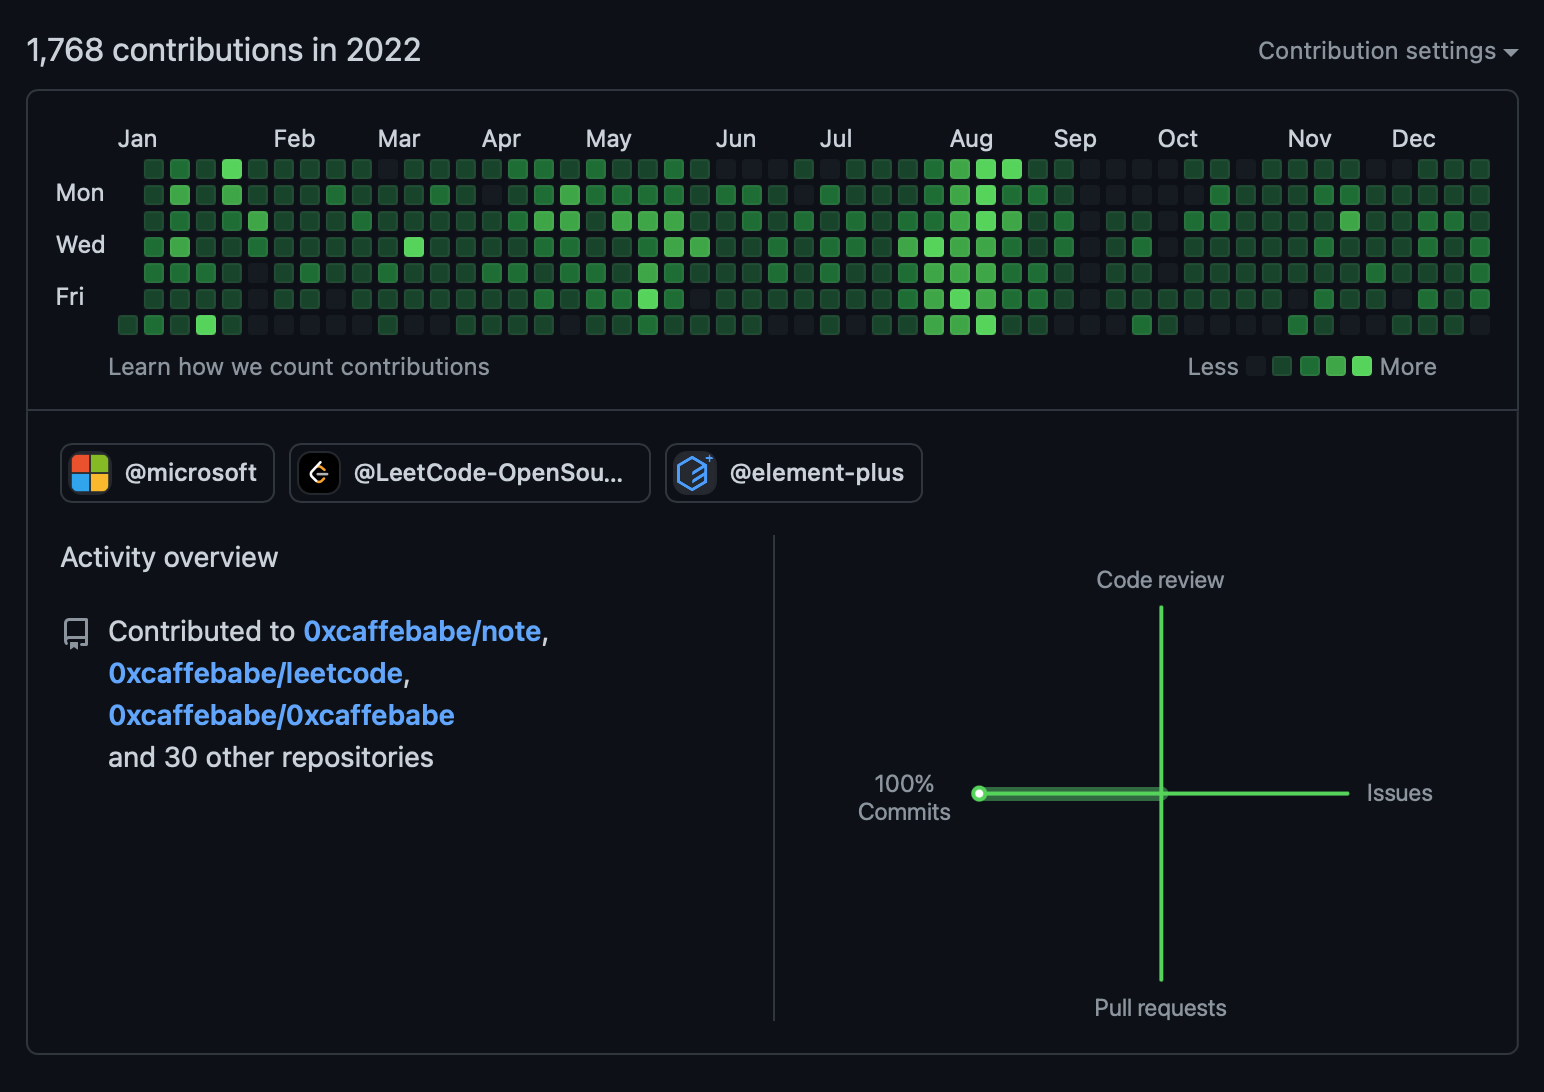 1,768 contributions in 2022
Contribution settings
Jan Feb Mar Apr May Jun Jul Aug Sep Oct Nov Dec
Mon
Wed
Fri
Learn how we count contributions
Less More
@microsoft @LeetCode-OpenSou... @element-plus
Activity overview
Contributed to 0xcaffebabe/note,
0xcaffebabe/leetcode,
0xcaffebabe/0xcaffebabe
and 30 other repositories
Code review
100%
Commits
Issues
Pull requests